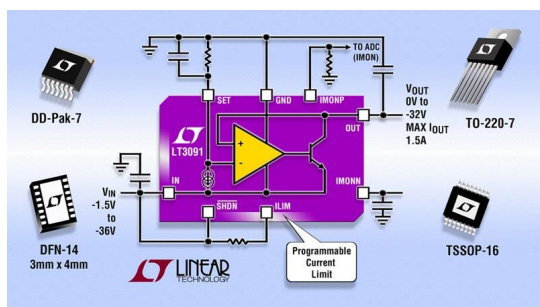 DD-Pak-7
DFN-14
3mm x 4mm
VIN
-1.5V
to
-36V
SET
GND
IMONP
TO ADC
(IMON)
LT
LT3091
+
-
IN
OUT
IMONN
SHDN
ILIM
VOUT
0V to
-32V
MAX IOUT
1.5A
TO-220-7
TSSOP-16
Programmable
Current
Limit
LT LINEAR
TECHNOLOGY